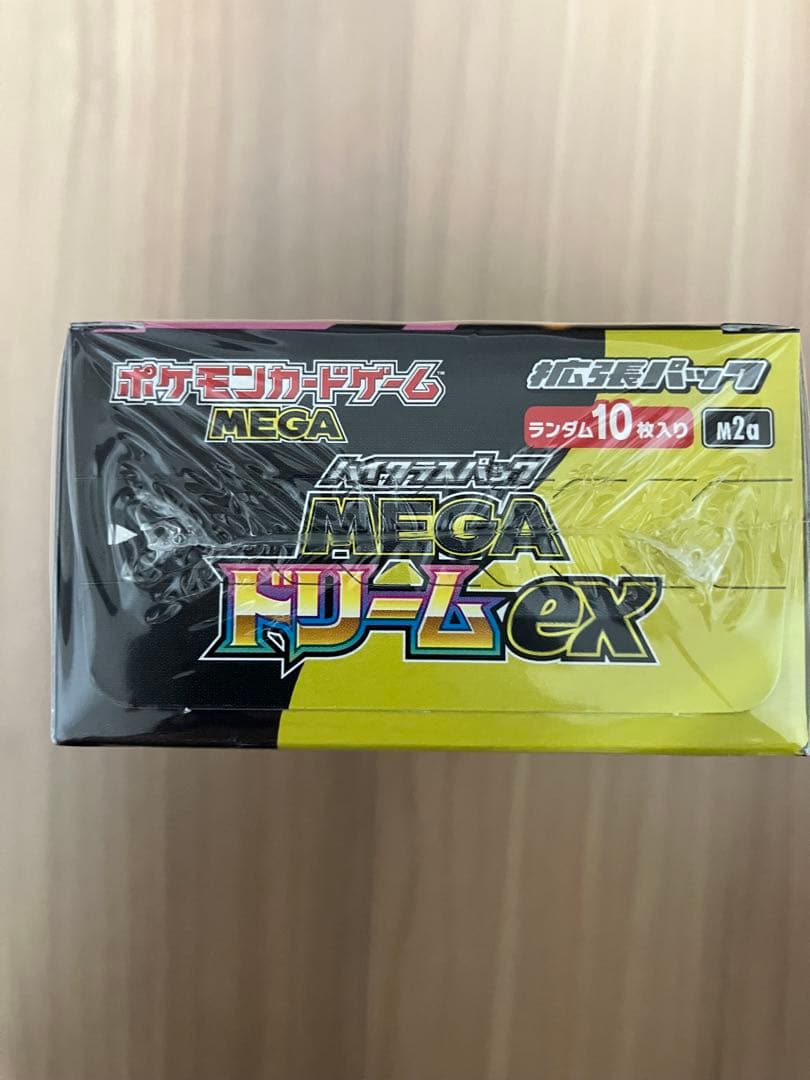 ポケモンカードゲーム™
MEGA
拡張パック
ランダム10枚入り
M2a
ハイクラスパック
MEGA
ドリームex